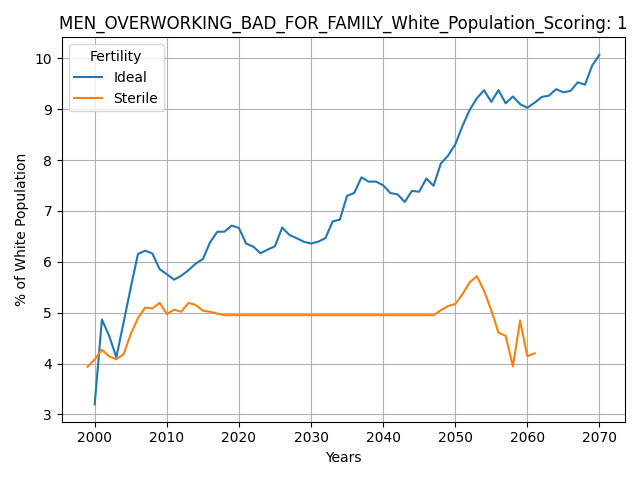 MEN_OVERWORKING_BAD_FOR_FAMILY_White_Population_Scoring: 1
Fertility
Ideal
Sterile
% of White Population
10
9
8
7
6
5
4
3
2000 2010 2020 2030 2040 2050 2060 2070
Years